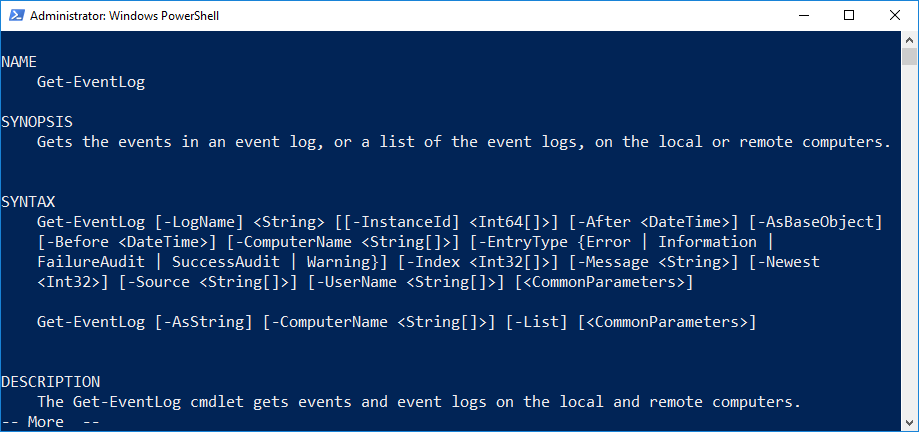 Administrator: Windows PowerShell
NAME
    Get-EventLog
SYNOPSIS
    Gets the events in an event log, or a list of the event logs, on the local or remote computers.
SYNTAX
    Get-EventLog [-LogName] <String> [[-InstanceId] <Int64[]>] [-After <DateTime>] [-AsBaseObject]
    [-Before <DateTime>] [-ComputerName <String[]>] [-EntryType {Error | Information |
    FailureAudit | SuccessAudit | Warning}] [-Index <Int32[]>] [-Message <String>] [-Newest
    <Int32>] [-Source <String[]>] [-UserName <String[]>] [<CommonParameters>]
    Get-EventLog [-AsString] [-ComputerName <String[]>] [-List] [<CommonParameters>]
DESCRIPTION
    The Get-EventLog cmdlet gets events and event logs on the local and remote computers.
-- More  --